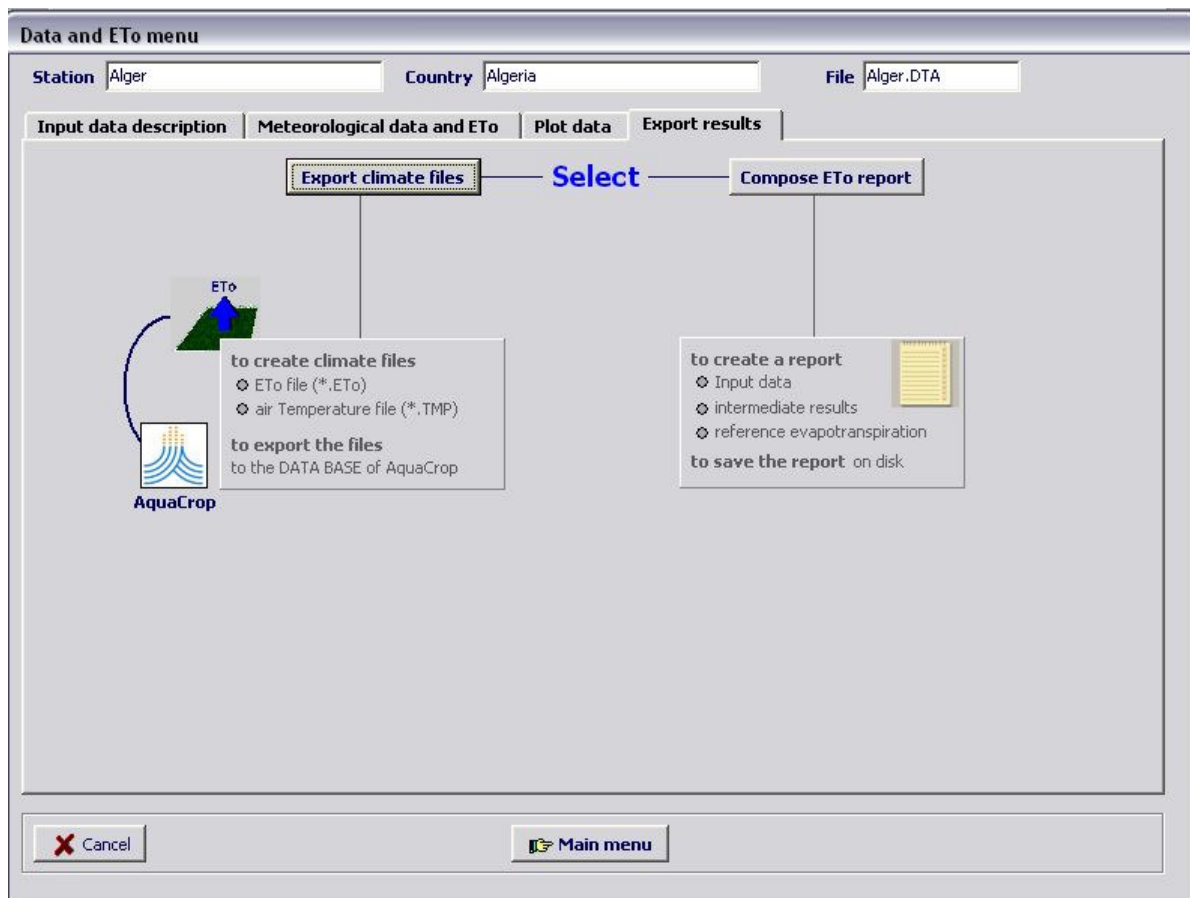 Data and ETo menu
Station Alger Country Algeria File Alger.DTA
Input data description Meteorological data and ETo Plot data Export results
Export climate files Select Compose ETo report
ETo
to create climate files
ETo file (*.ETo)
air Temperature file (*.TMP)
to export the files
to the DATA BASE of AquaCrop
AquaCrop
to create a report
Input data
intermediate results
reference evapotranspiration
to save the report on disk
Cancel Main menu